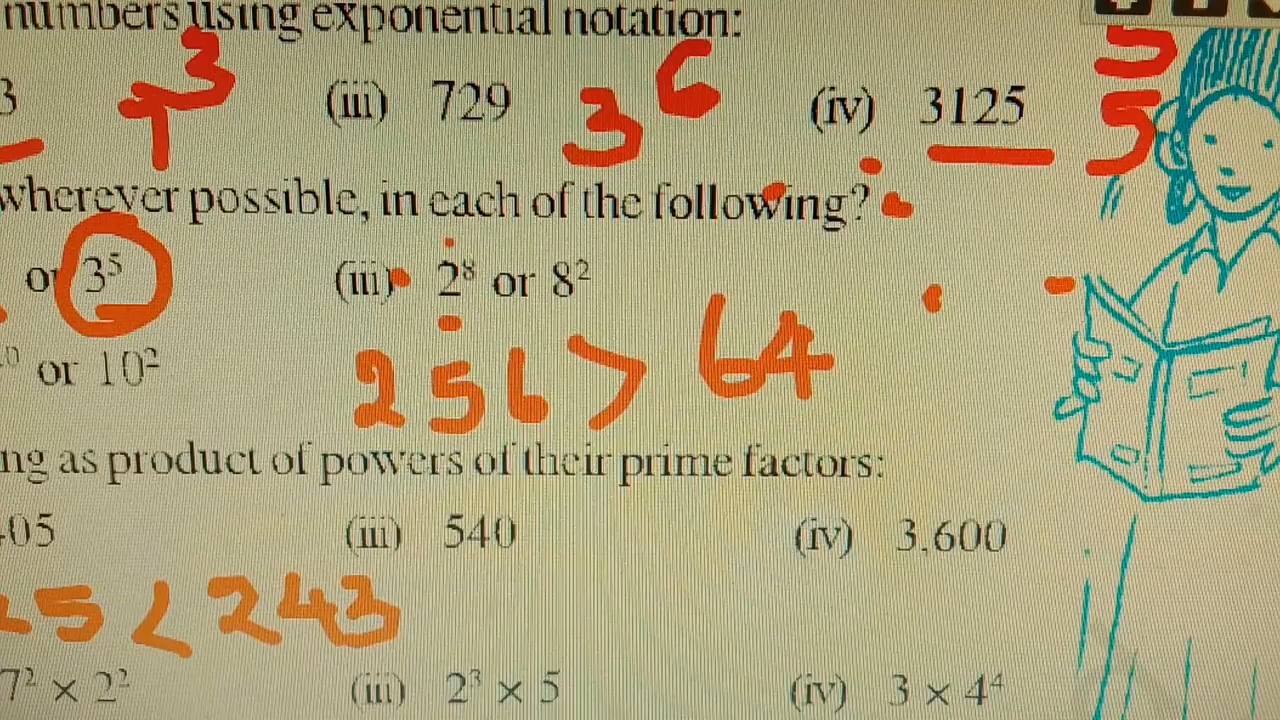 numbers using exponential notation:
3 7³ (iii) 729 3⁶ (iv) 3125 5⁵
wherever possible, in each of the following?
or 3⁵ (iii) 2⁸ or 8²
or 10²
256 > 64
ng as product of powers of their prime factors:
405 (iii) 540 (iv) 3,600
25 < 243
7² × 2² (iii) 2³ × 5 (iv) 3 × 4⁴